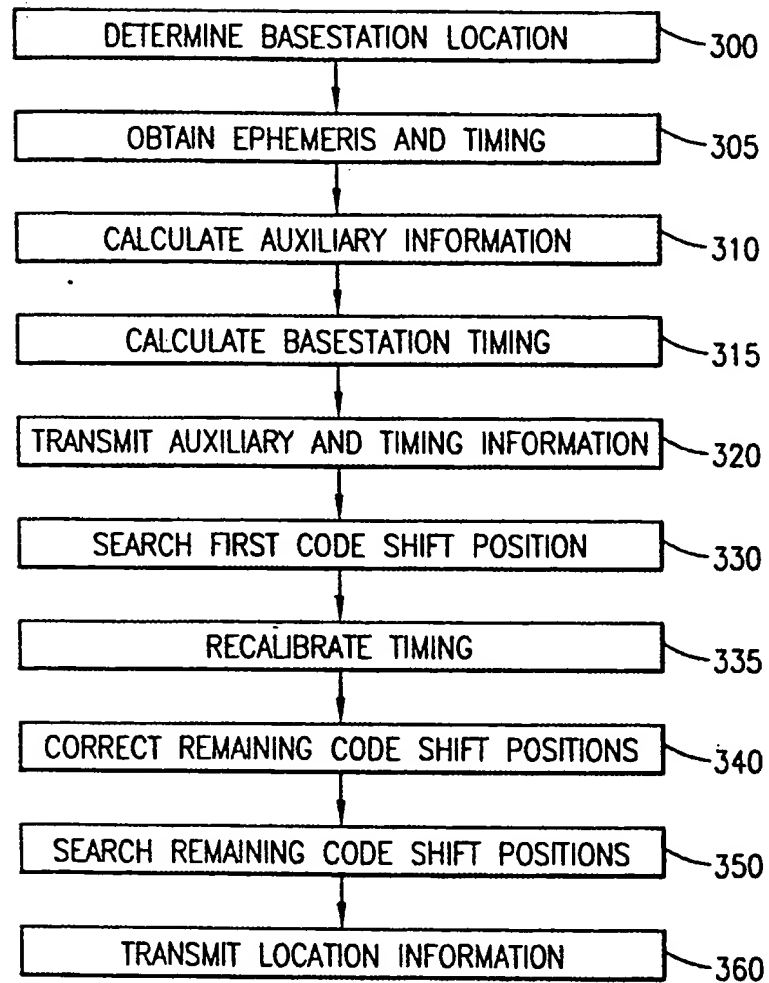 DETERMINE BASESTATION LOCATION 300
OBTAIN EPHEMERIS AND TIMING 305
CALCULATE AUXILIARY INFORMATION 310
CALCULATE BASESTATION TIMING 315
TRANSMIT AUXILIARY AND TIMING INFORMATION 320
SEARCH FIRST CODE SHIFT POSITION 330
RECALIBRATE TIMING 335
CORRECT REMAINING CODE SHIFT POSITIONS 340
SEARCH REMAINING CODE SHIFT POSITIONS 350
TRANSMIT LOCATION INFORMATION 360